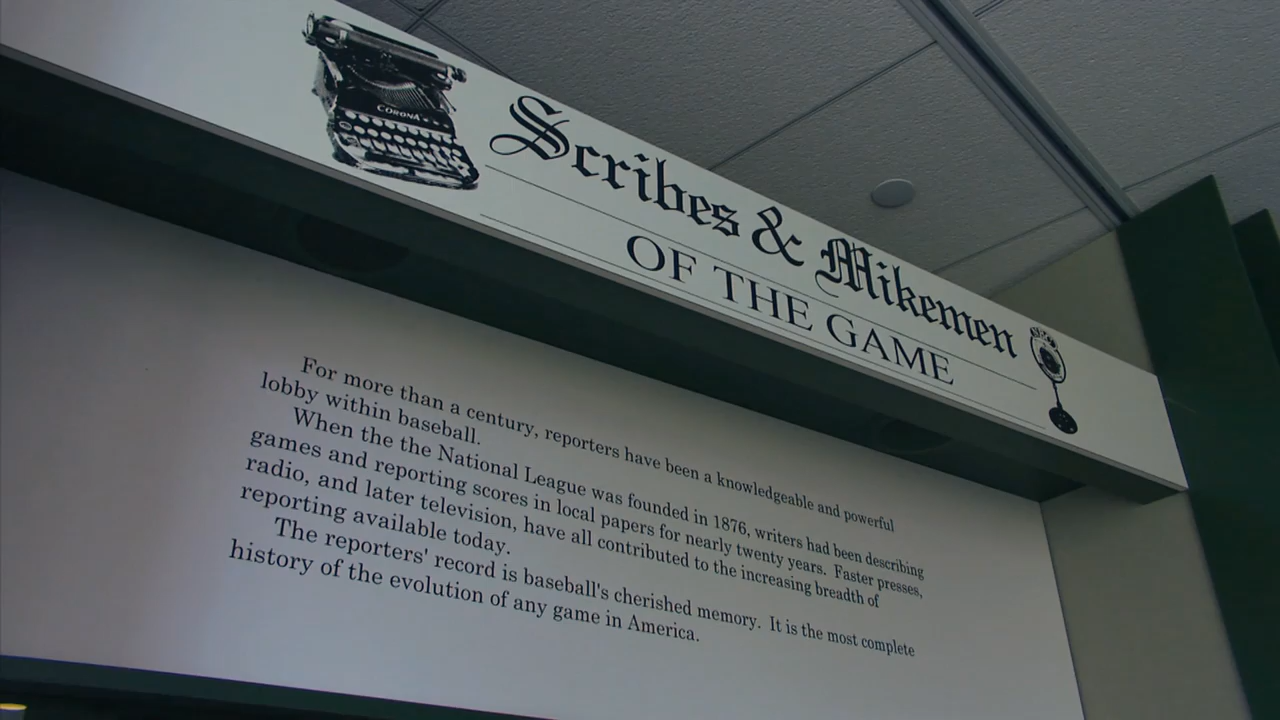 CORONA
Scribes & Mikemen
OF THE GAME
For more than a century, reporters have been a knowledgeable and powerful
lobby within baseball.
When the the National League was founded in 1876, writers had been describing
games and reporting scores in local papers for nearly twenty years. Faster presses,
radio, and later television, have all contributed to the increasing breadth of
reporting available today.
The reporters' record is baseball's cherished memory. It is the most complete
history of the evolution of any game in America.